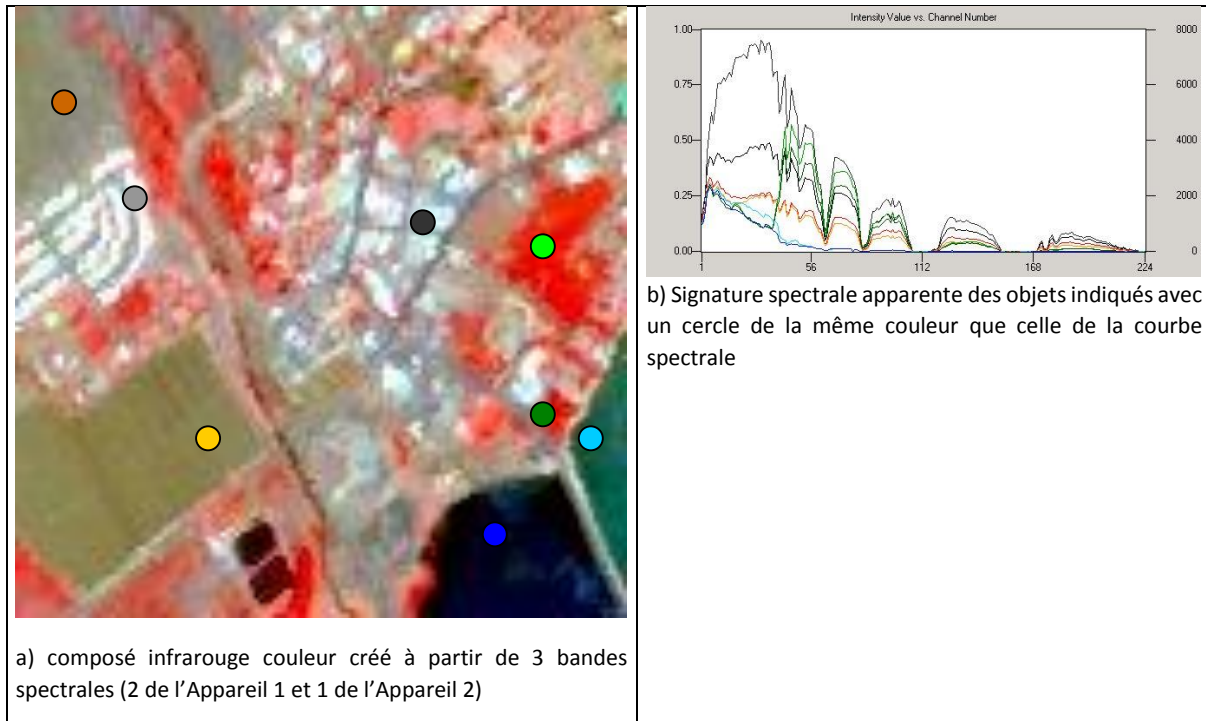 Intensity Value vs. Channel Number
1.00
0.75
0.50
0.25
0.00
8000
6000
4000
2000
0
1
56
112
168
224
b) Signature spectrale apparente des objets indiqués avec
un cercle de la même couleur que celle de la courbe
spectrale
a) composé infrarouge couleur créé à partir de 3 bandes
spectrales (2 de l’Appareil 1 et 1 de l’Appareil 2)